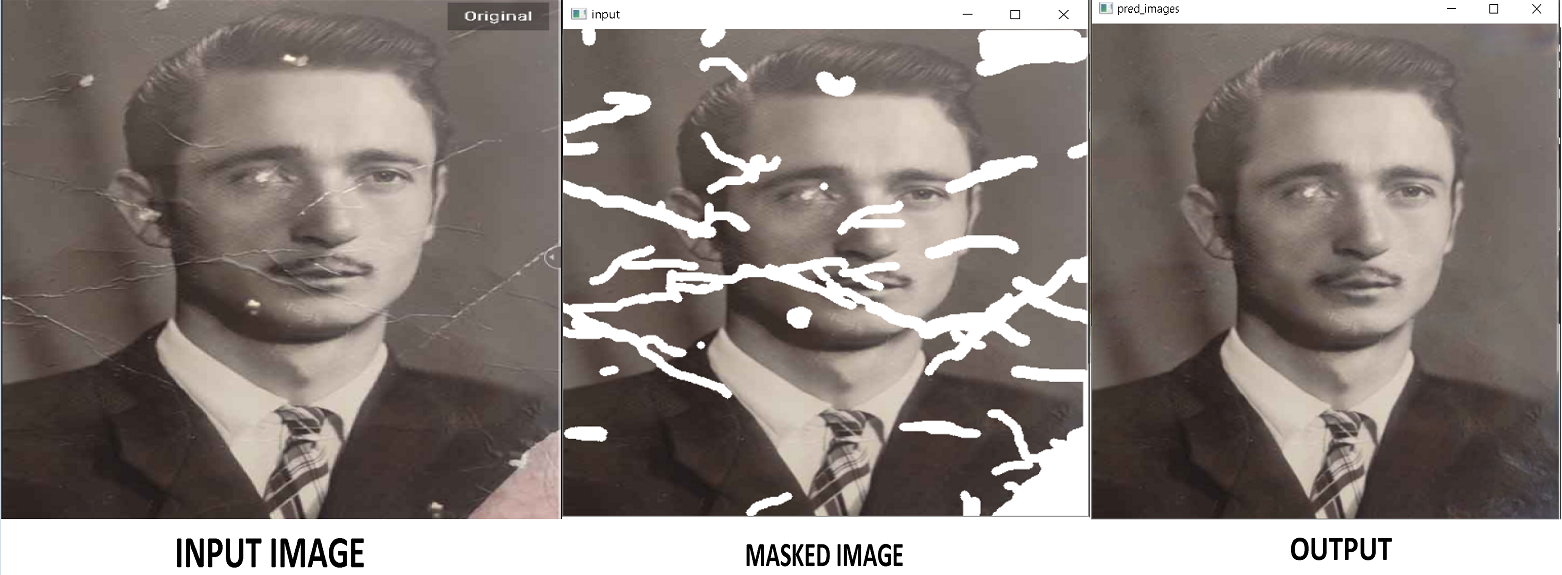 Original
input
pred_images
INPUT IMAGE
MASKED IMAGE
OUTPUT